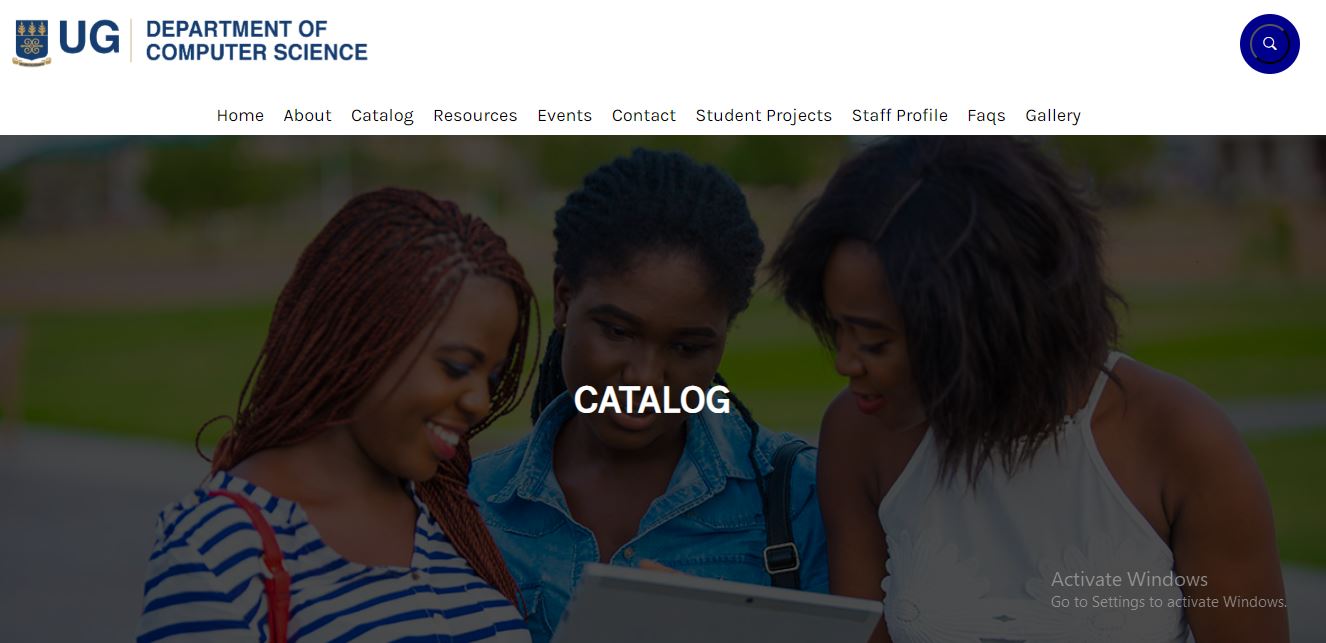 UG
DEPARTMENT OF
COMPUTER SCIENCE
Home About Catalog Resources Events Contact Student Projects Staff Profile Faqs Gallery
CATALOG
Activate Windows
Go to Settings to activate Windows.